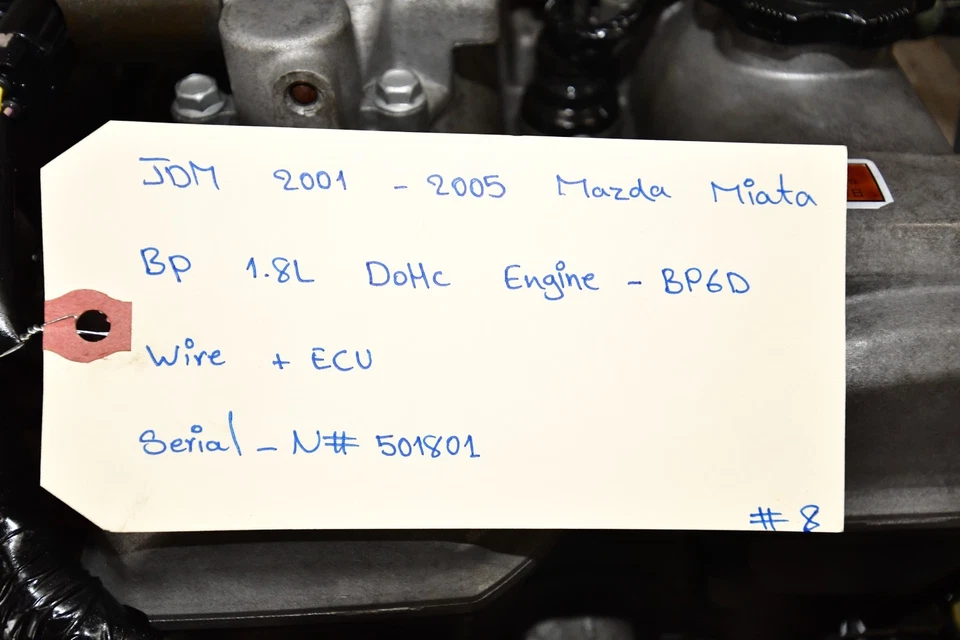 JDM 2001 - 2005 Mazda Miata
BP 1.8L DoHc Engine - BP6D
Wire + ECU
Serial - N# 501801
# 8